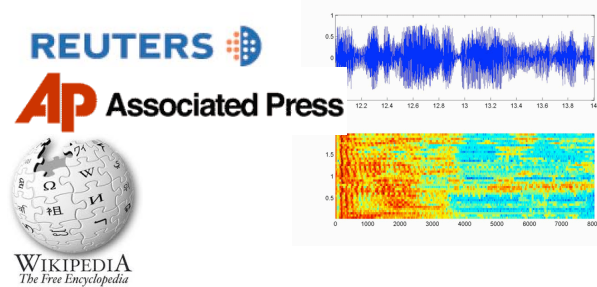 REUTERS
AP Associated Press
Ω W И 祖
WIKIPEDIA
The Free Encyclopedia
1
0.5
0
12.2 12.4 12.6 12.8 13 13.2 13.4 13.6 13.8 14
1.5
1
0.5
0 1000 2000 3000 4000 5000 6000 7000 800